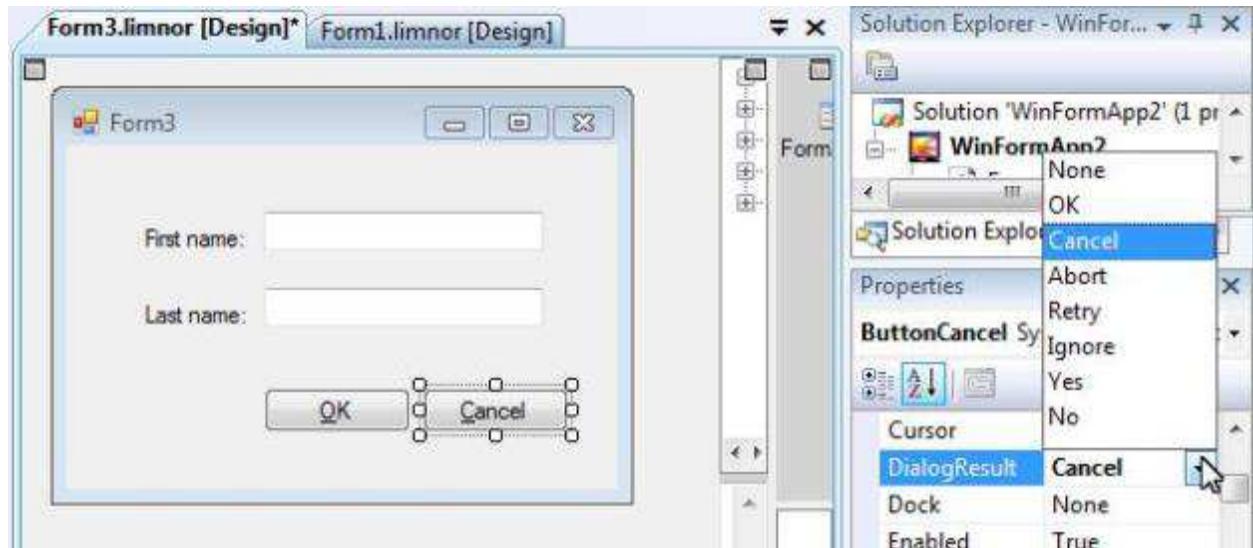 Form3.limnor [Design]* Form1.limnor [Design]
Form3
First name:
Last name:
OK Cancel
Form
Solution Explorer - WinFor...
Solution 'WinFormApp2' (1 pr
WinFormApp2
Solution Explo
None
OK
Cancel
Abort
Retry
Ignore
Yes
No
Properties
ButtonCancel Sy
Cursor
DialogResult Cancel
Dock None
Enabled True